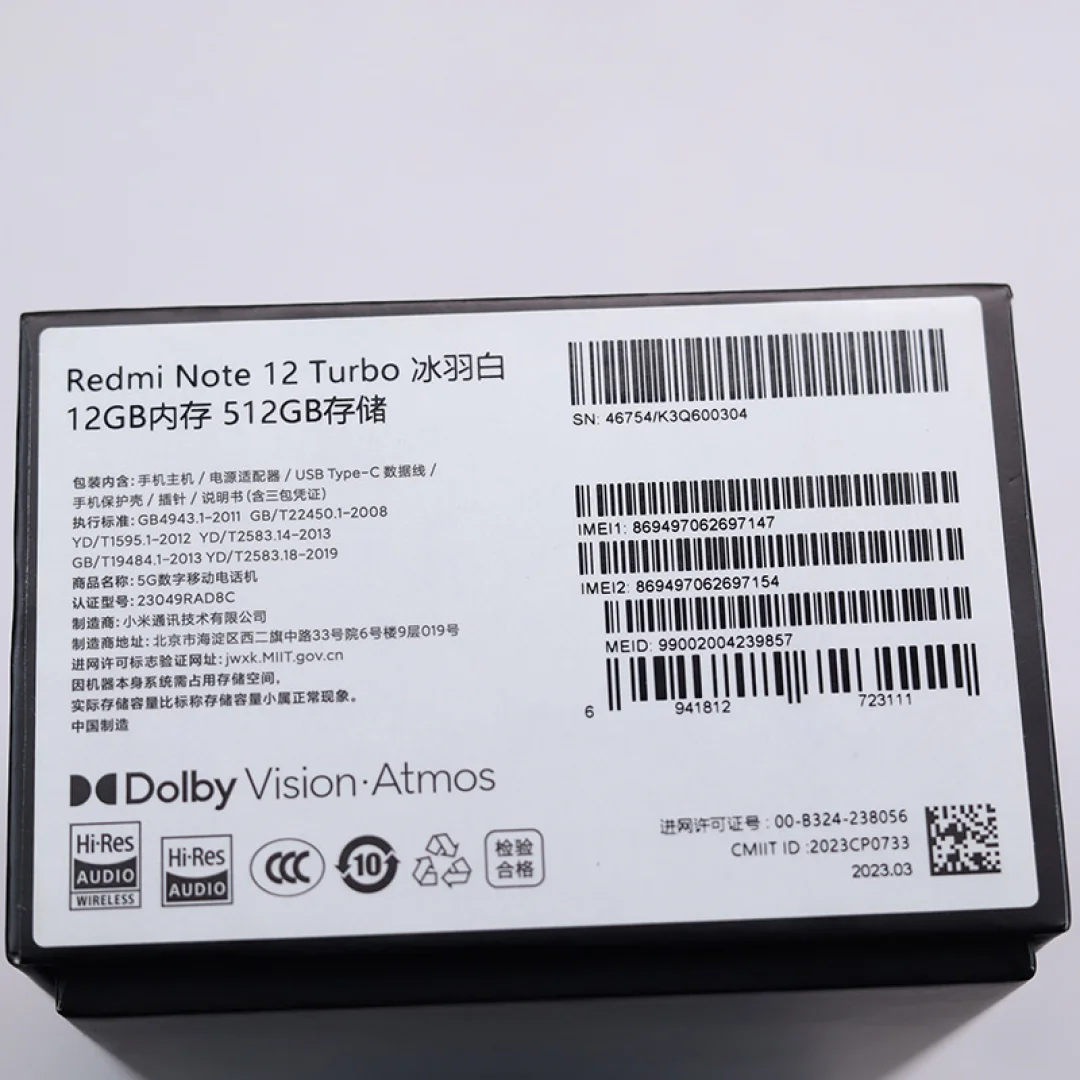 Redmi Note 12 Turbo 冰羽白
12GB内存 512GB存储
包装内含: 手机主机 / 电源适配器 / USB Type-C 数据线 /
手机保护壳 / 插针 / 说明书 (含三包凭证)
执行标准: GB4943.1-2011 GB/T22450.1-2008
YD/T1595.1-2012 YD/T2583.14-2013
GB/T19484.1-2013 YD/T2583.18-2019
商品名称: 5G数字移动电话机
认证型号: 23049RAD8C
制造商: 小米通讯技术有限公司
制造商地址: 北京市海淀区西二旗中路33号院6号楼9层019号
进网许可标志验证网址: jwxk.MIIT.gov.cn
因机器本身系统需占用存储空间。
实际存储容量比标称存储容量小属正常现象。
中国制造
Dolby Vision·Atmos
Hi-Res
AUDIO
WIRELESS
Hi-Res
AUDIO
CCC
10
检验
合格
SN: 46754/K3Q600304
IMEI1: 869497062697147
IMEI2: 869497062697154
MEID: 99002004239857
6 941812 723111
进网许可证号: 00-B324-238056
CMIIT ID :2023CP0733
2023.03